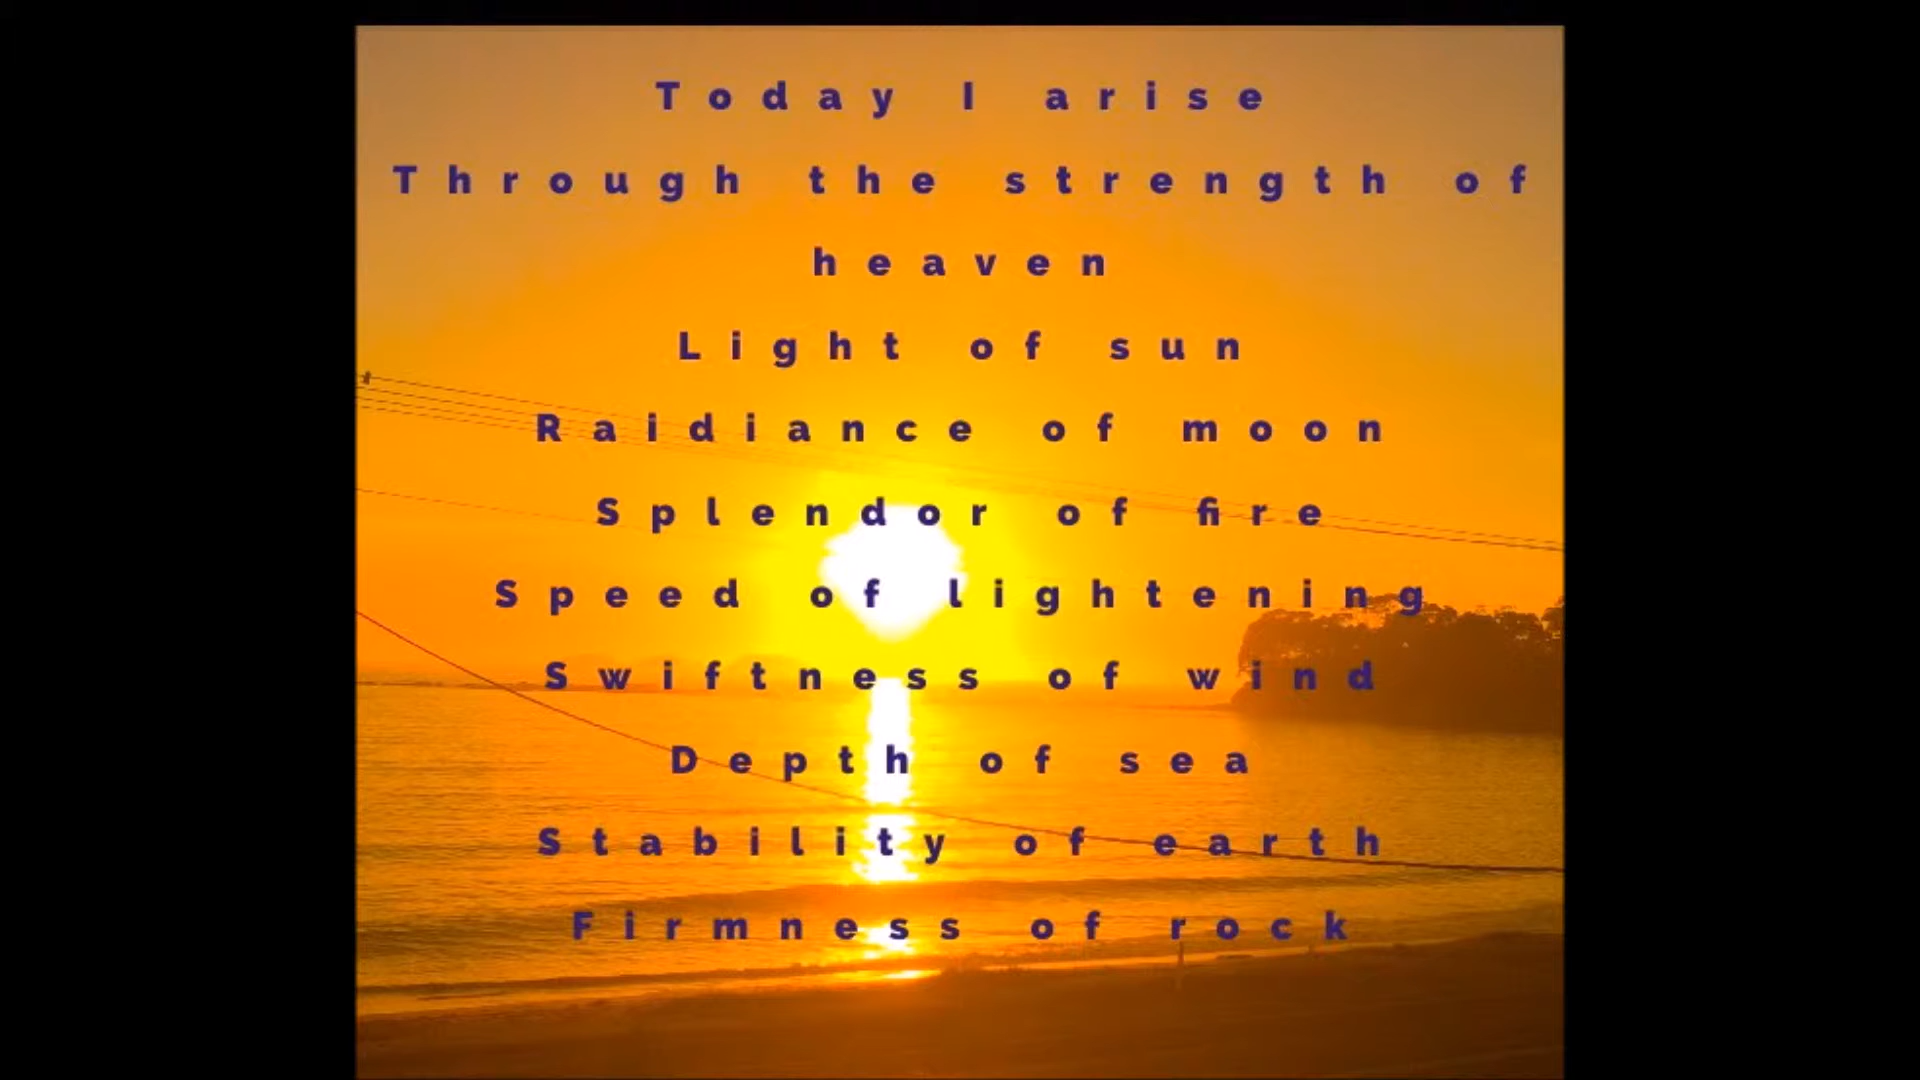 Today I arise
Through the strength of
heaven
Light of sun
Raidiance of moon
Splendor of fire
Speed of lightening
Swiftness of wind
Depth of sea
Stability of earth
Firmness of rock